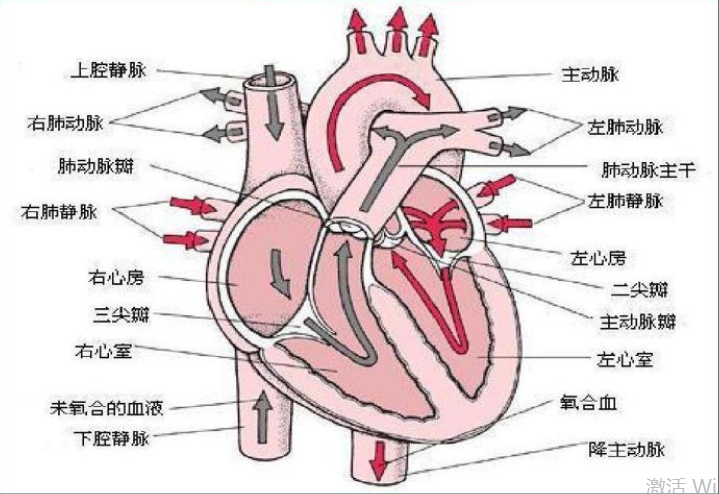 上腔静脉
右肺动脉
肺动脉瓣
右肺静脉
右心房
三尖瓣
右心室
未氧合的血液
下腔静脉
主动脉
左肺动脉
肺动脉主干
左肺静脉
左心房
二尖瓣
主动脉瓣
左心室
氧合血
降主动脉
激活 Wi